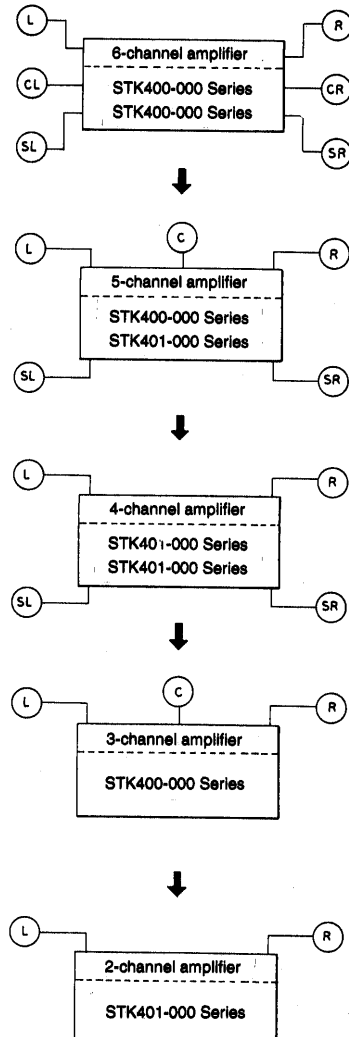 L
R
6-channel amplifier
CL
STK400-000 Series
CR
STK400-000 Series
SL
SR
C
L
R
5-channel amplifier
STK400-000 Series
STK401-000 Series
SL
SR
L
R
4-channel amplifier
STK401-000 Series
STK401-000 Series
SL
SR
C
L
R
3-channel amplifier
STK400-000 Series
L
R
2-channel amplifier
STK401-000 Series